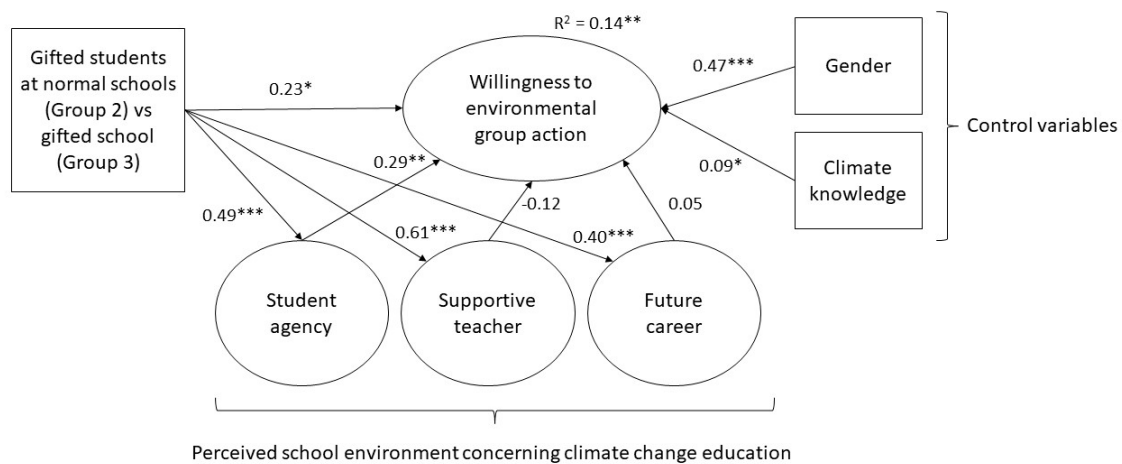 R² = 0.14**
Gifted students
at normal schools
(Group 2) vs
gifted school
(Group 3)
0.23*
Willingness to
environmental
group action
0.47***
Gender
Control variables
0.09*
Climate
knowledge
0.29**
-0.12
0.05
0.49***
0.61***
0.40***
Student
agency
Supportive
teacher
Future
career
Perceived school environment concerning climate change education